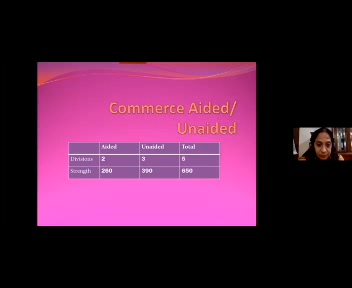 Commerce Aided/
Unaided
Aided Unaided Total
Divisions 2 3 5
Strength 260 390 650